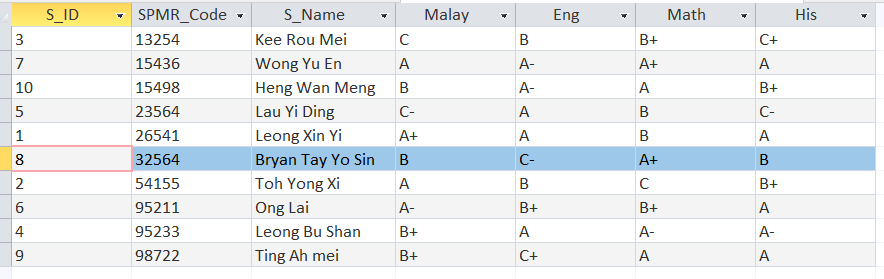 S_ID SPMR_Code S_Name Malay Eng Math His
3 13254 Kee Rou Mei C B B+ C+
7 15436 Wong Yu En A A- A+ A
10 15498 Heng Wan Meng B A- A B+
5 23564 Lau Yi Ding C- A B C-
1 26541 Leong Xin Yi A+ A B A
8 32564 Bryan Tay Yo Sin B C- A+ B
2 54155 Toh Yong Xi A B C B+
6 95211 Ong Lai A- B+ B+ A
4 95233 Leong Bu Shan B+ A A- A-
9 98722 Ting Ah mei B+ C+ A A